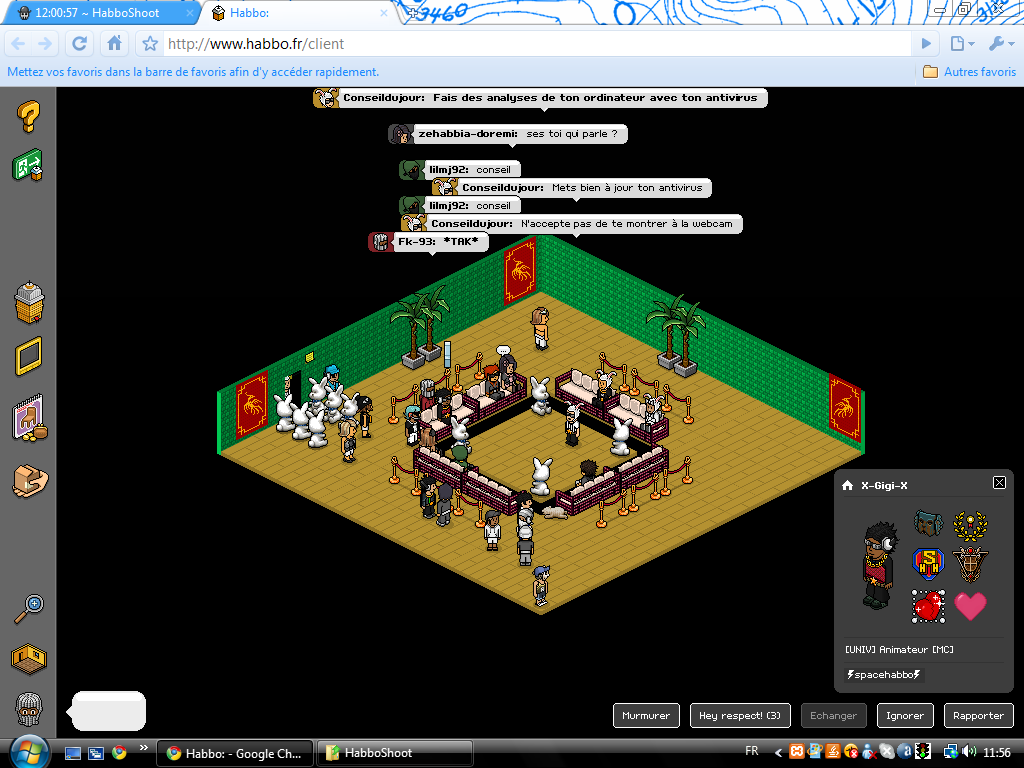 12:00:57 ~ HabboShoot
Habbo:
3460
http://www.habbo.fr/client
Mettez vos favoris dans la barre de favoris afin d'y accéder rapidement.
Autres favoris
Conseildujour: Fais des analyses de ton ordinateur avec ton antivirus
zehabbia-doremi: ses toi qui parle ?
lilmj92: conseil
Conseildujour: Mets bien à jour ton antivirus
lilmj92: conseil
Conseildujour: N'accepte pas de te montrer à la webcam
Fk-93: *TAK*
X-Gigi-X
[UNIV] Animateur [MC]
⚡spacehabbo⚡
Murmurer
Hey respect! (3)
Echanger
Ignorer
Rapporter
Habbo: - Google Ch...
HabboShoot
FR
11:56